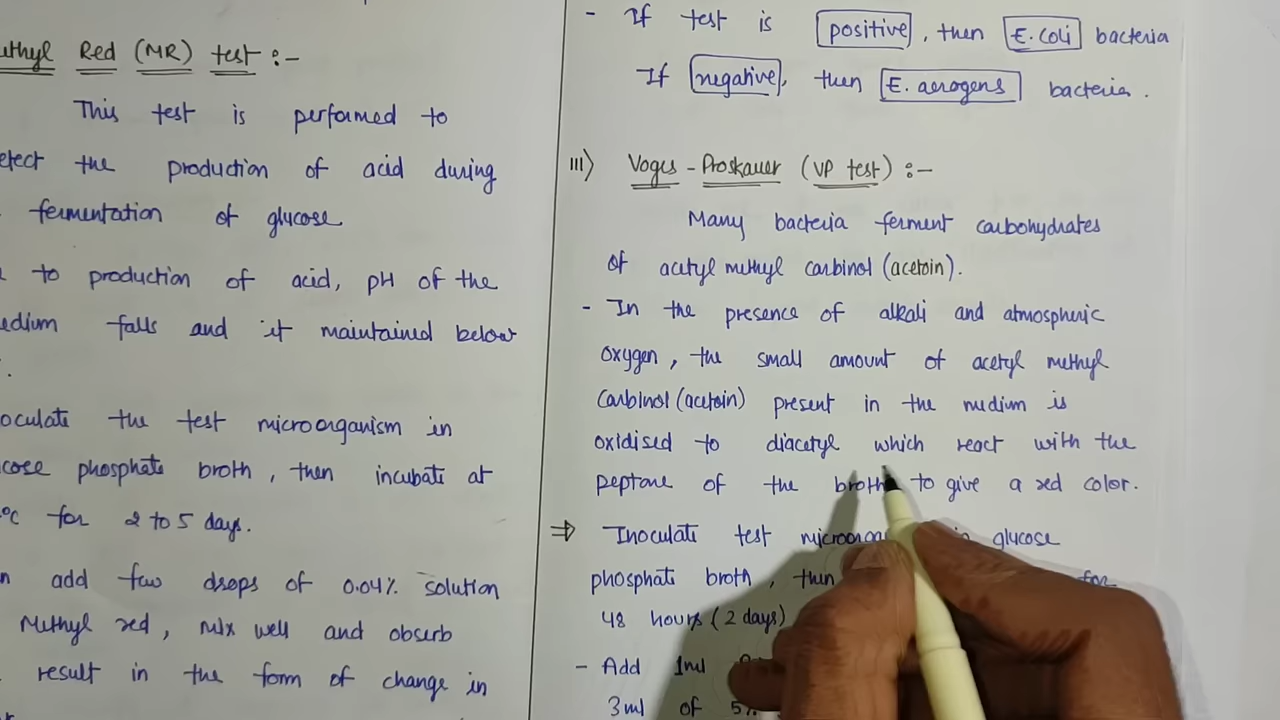 Red (MR) test :-
This test is performed to
the production of acid during
fermentation of glucose
to production of acid, pH of the
falls and it maintained below
the test microorganism in
phosphate broth, then incubate at
for 2 to 5 days.
add few drops of 0.04% solution
Methyl red, mix well and obserb
result in the form of change in
- If test is positive, then E. coli bacteria
If negative, then E. aerogens bacteria.
III) Voges - Proskauer (VP test) :-
Many bacteria ferment carbohydrates
of acetyl methyl carbinol (acetoin).
- In the presence of alkali and atmospheric
oxygen, the small amount of acetyl methyl
Carbinol (acetoin) present in the medium is
oxidised to diacetyl which react with the
peptone of the broth to give a red color.
⇒ Inoculate test glucose
phosphate broth, then for
48 hours (2 days)
- Add 1ml
3ml of